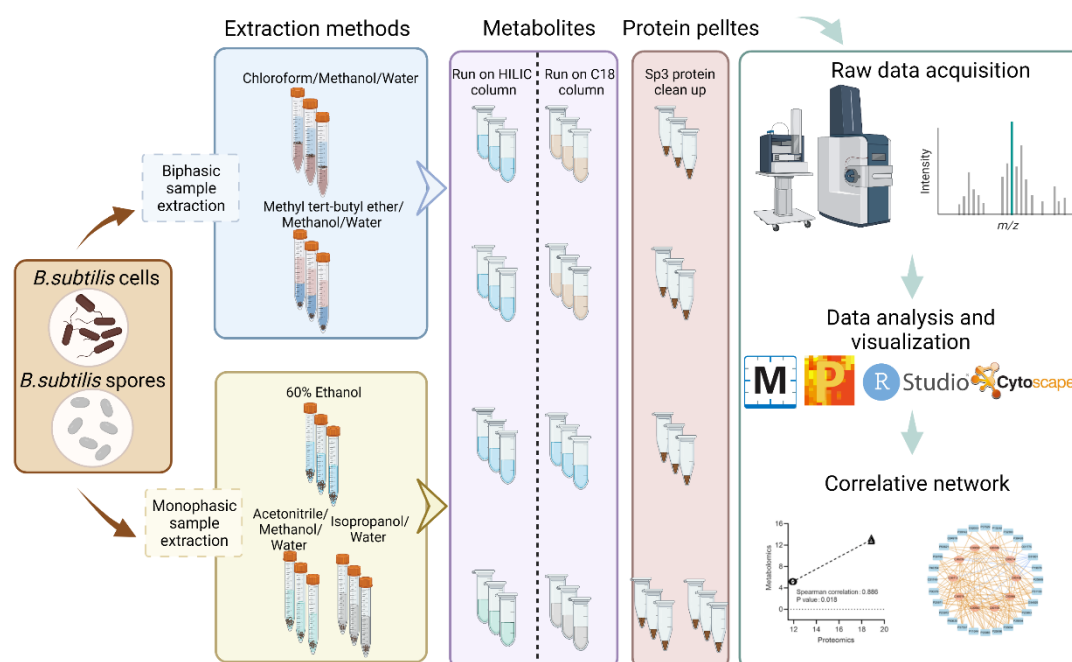 Extraction methods
Metabolites
Protein pelltes
Chloroform/Methanol/Water
Methyl tert-butyl ether/
Methanol/Water
Biphasic
sample
extraction
B.subtilis cells
B.subtilis spores
Monophasic
sample
extraction
60% Ethanol
Acetonitrile/
Methanol/
Water
Isopropanol/
Water
Run on HILIC
column
Run on C18
column
Sp3 protein
clean up
Raw data acquisition
Intensity
m/z
Data analysis and
visualization
M
P
R Studio®
Cytoscape
Correlative network
Metabolomics
16
12
8
4
0
Spearman correlation: 0.886
P value: 0.018
12 14 16 18 20
Proteomics